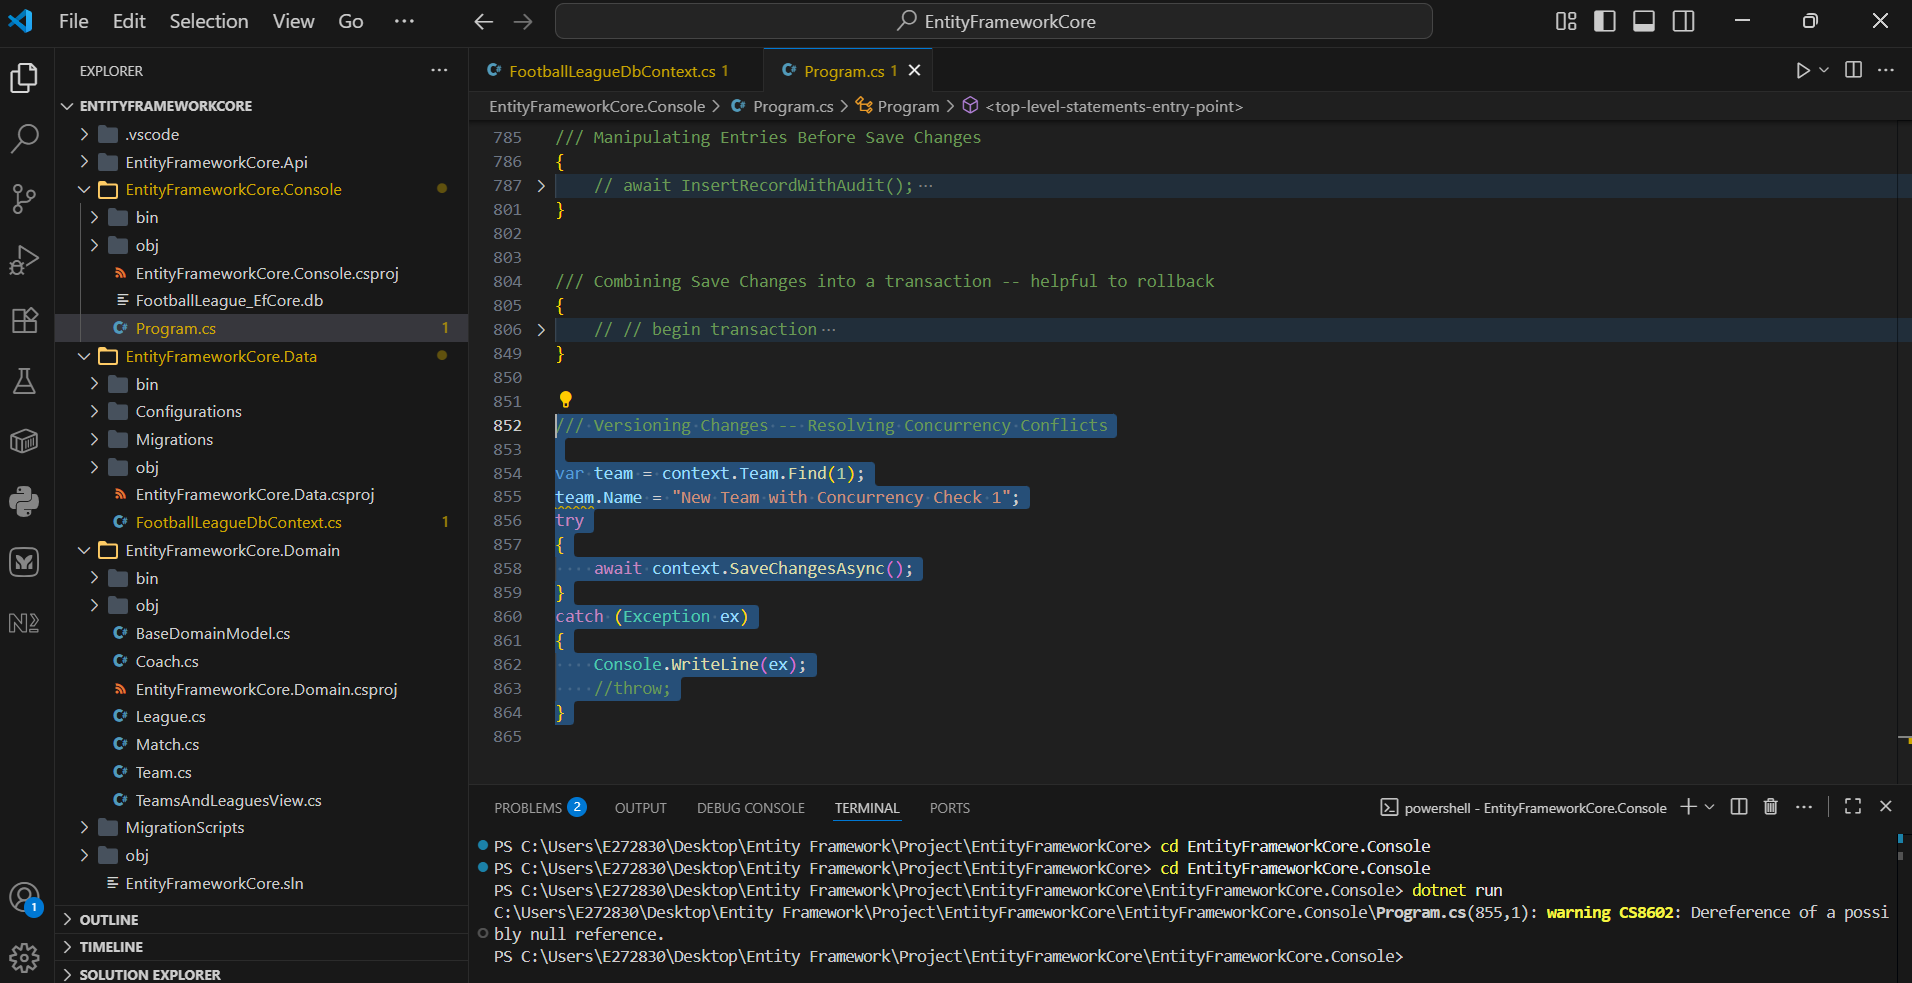 File Edit Selection View Go ··· EntityFrameworkCore
EXPLORER
ENTITYFRAMEWORKCORE
.vscode
EntityFrameworkCore.Api
EntityFrameworkCore.Console
bin
obj
EntityFrameworkCore.Console.csproj
FootballLeague_EfCore.db
Program.cs 1
EntityFrameworkCore.Data
bin
Configurations
Migrations
obj
EntityFrameworkCore.Data.csproj
FootballLeagueDbContext.cs 1
EntityFrameworkCore.Domain
bin
obj
BaseDomainModel.cs
Coach.cs
EntityFrameworkCore.Domain.csproj
League.cs
Match.cs
Team.cs
TeamsAndLeaguesView.cs
MigrationScripts
obj
EntityFrameworkCore.sln
OUTLINE
TIMELINE
SOLUTION EXPLORER
1
FootballLeagueDbContext.cs 1 Program.cs 1
EntityFrameworkCore.Console > Program.cs > Program > <top-level-statements-entry-point>
785 /// Manipulating Entries Before Save Changes
786 {
787 // await InsertRecordWithAudit(); ···
801 }
802
803
804 /// Combining Save Changes into a transaction -- helpful to rollback
805 {
806 // // begin transaction ···
849 }
850
851
852 /// Versioning Changes -- Resolving Concurrency Conflicts
853
854 var team = context.Team.Find(1);
855 team.Name = "New Team with Concurrency Check 1";
856 try
857 {
858 await context.SaveChangesAsync();
859 }
860 catch (Exception ex)
861 {
862 Console.WriteLine(ex);
863 //throw;
864 }
865
PROBLEMS 2 OUTPUT DEBUG CONSOLE TERMINAL PORTS powershell - EntityFrameworkCore.Console
PS C:\Users\E272830\Desktop\Entity Framework\Project\EntityFrameworkCore> cd EntityFrameworkCore.Console
PS C:\Users\E272830\Desktop\Entity Framework\Project\EntityFrameworkCore> cd EntityFrameworkCore.Console
PS C:\Users\E272830\Desktop\Entity Framework\Project\EntityFrameworkCore\EntityFrameworkCore.Console> dotnet run
C:\Users\E272830\Desktop\Entity Framework\Project\EntityFrameworkCore\EntityFrameworkCore.Console\Program.cs(855,1): warning CS8602: Dereference of a possi
bly null reference.
PS C:\Users\E272830\Desktop\Entity Framework\Project\EntityFrameworkCore\EntityFrameworkCore.Console>